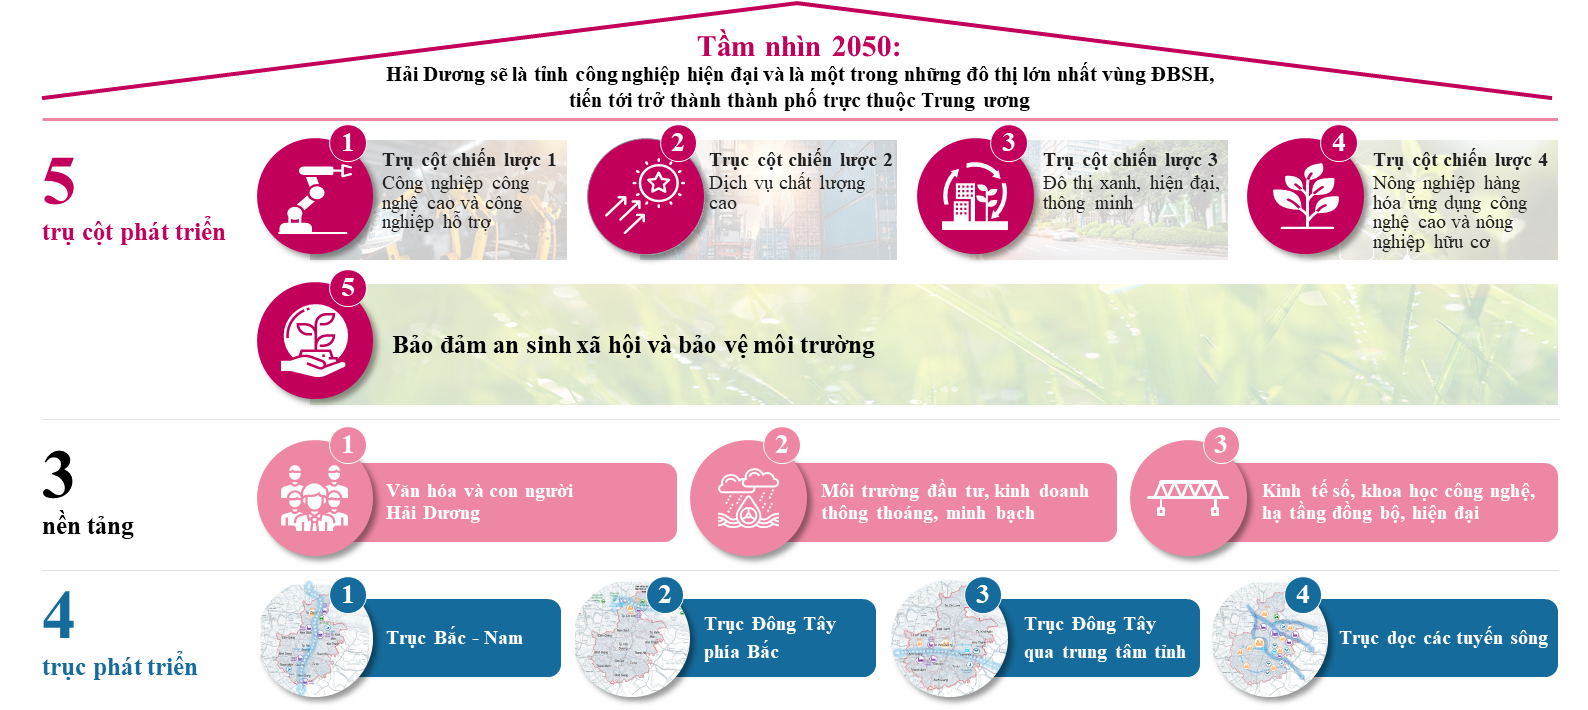 Tầm nhìn 2050:
Hải Dương sẽ là tỉnh công nghiệp hiện đại và là một trong những đô thị lớn nhất vùng ĐBSH,
tiến tới trở thành thành phố trực thuộc Trung ương
5
trụ cột phát triển
1
Trụ cột chiến lược 1
Công nghiệp công
nghệ cao và công
nghiệp hỗ trợ
2
Trục cột chiến lược 2
Dịch vụ chất lượng
cao
3
Trụ cột chiến lược 3
Đô thị xanh, hiện đại,
thông minh
4
Trụ cột chiến lược 4
Nông nghiệp hàng
hóa ứng dụng công
nghệ cao và nông
nghiệp hữu cơ
5
Bảo đảm an sinh xã hội và bảo vệ môi trường
3
nền tảng
1
Văn hóa và con người
Hải Dương
2
Môi trường đầu tư, kinh doanh
thông thoáng, minh bạch
3
Kinh tế số, khoa học công nghệ,
hạ tầng đồng bộ, hiện đại
4
trục phát triển
1
Trục Bắc - Nam
2
Trục Đông Tây
phía Bắc
3
Trục Đông Tây
qua trung tâm tỉnh
4
Trục dọc các tuyến sông